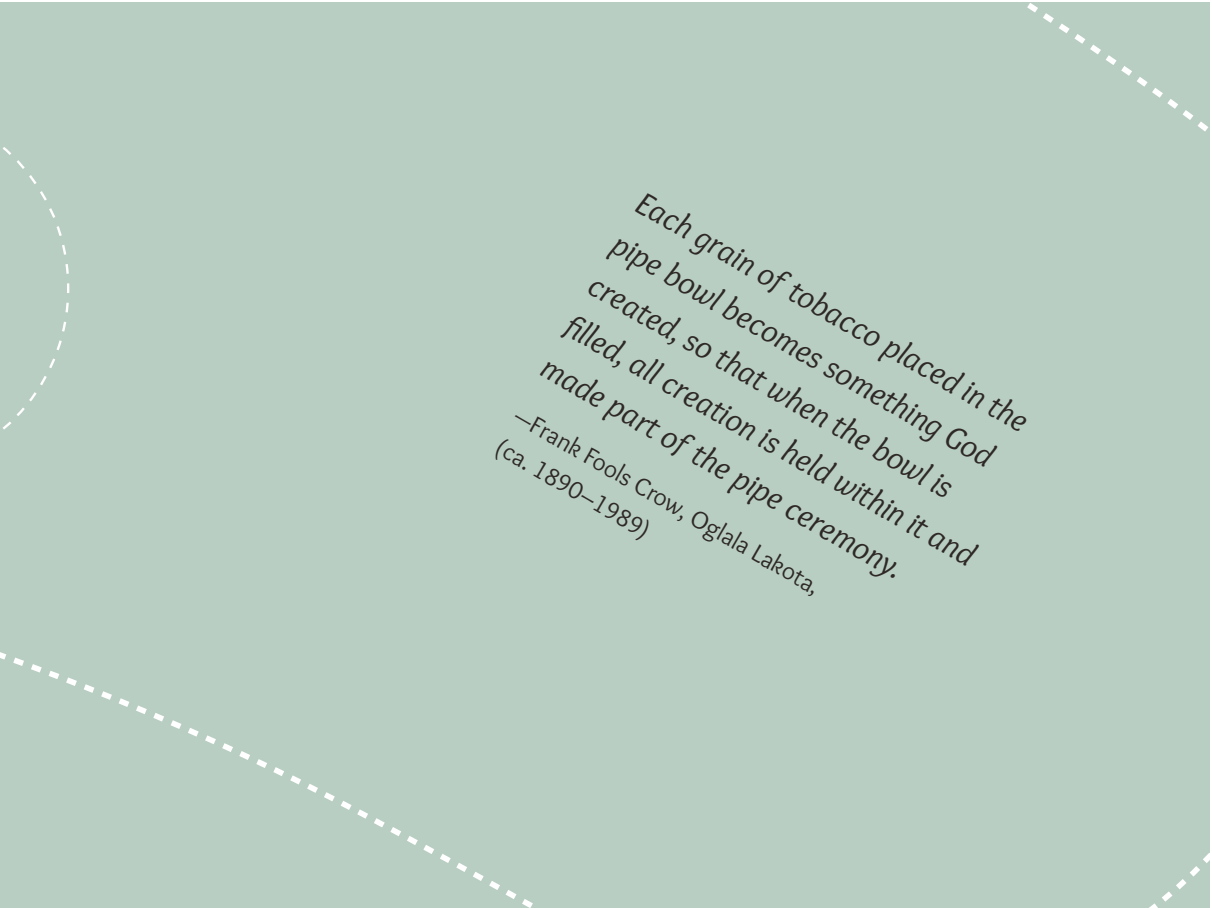 Each grain of tobacco placed in the
pipe bowl becomes something God
created, so that when the bowl is
filled, all creation is held within it and
made part of the pipe ceremony.
—Frank Fools Crow, Oglala Lakota,
(ca. 1890–1989)